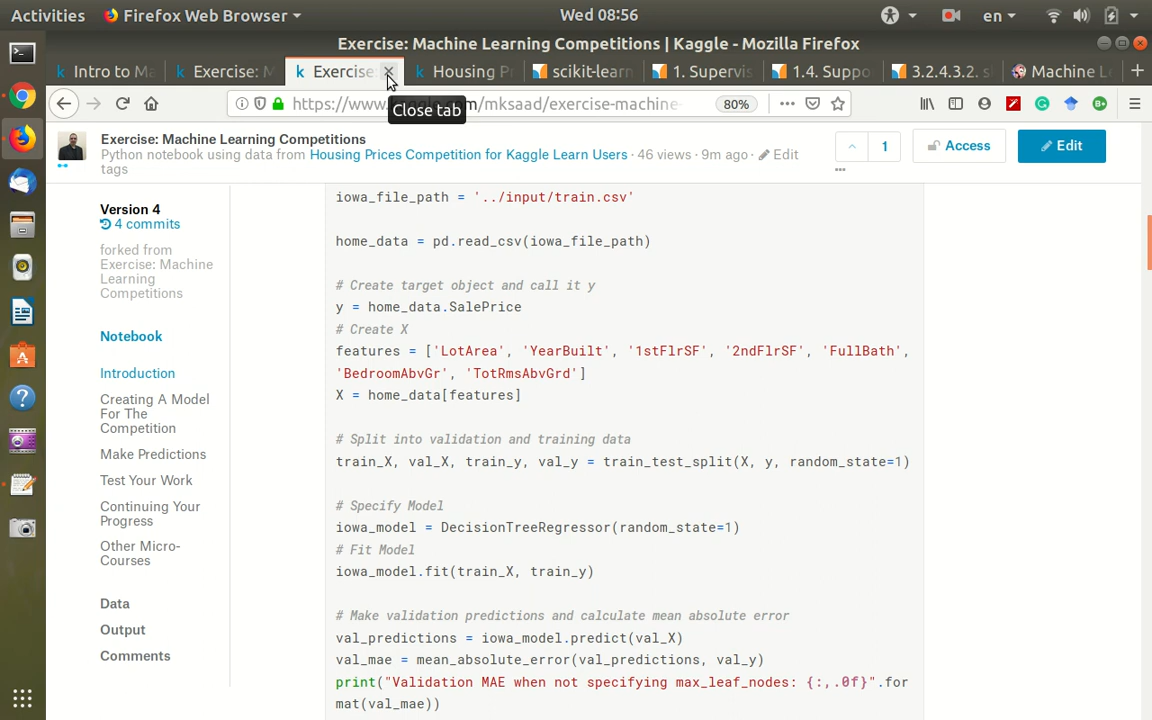 Activities Firefox Web Browser Wed 08:56 en
Exercise: Machine Learning Competitions | Kaggle - Mozilla Firefox
Intro to Ma Exercise: M Exercise Housing Pr scikit-learn 1. Supervis 1.4. Suppo 3.2.4.3.2. s Machine Le
https://www. .com/mksaad/exercise-machine- 80%
Close tab
Exercise: Machine Learning Competitions
Python notebook using data from Housing Prices Competition for Kaggle Learn Users · 46 views · 9m ago · Edit
tags
1 Access Edit
Version 4
4 commits
forked from
Exercise: Machine
Learning
Competitions
Notebook
Introduction
Creating A Model
For The
Competition
Make Predictions
Test Your Work
Continuing Your
Progress
Other Micro-
Courses
Data
Output
Comments
iowa_file_path = '../input/train.csv'
home_data = pd.read_csv(iowa_file_path)
# Create target object and call it y
y = home_data.SalePrice
# Create X
features = ['LotArea', 'YearBuilt', '1stFlrSF', '2ndFlrSF', 'FullBath',
'BedroomAbvGr', 'TotRmsAbvGrd']
X = home_data[features]
# Split into validation and training data
train_X, val_X, train_y, val_y = train_test_split(X, y, random_state=1)
# Specify Model
iowa_model = DecisionTreeRegressor(random_state=1)
# Fit Model
iowa_model.fit(train_X, train_y)
# Make validation predictions and calculate mean absolute error
val_predictions = iowa_model.predict(val_X)
val_mae = mean_absolute_error(val_predictions, val_y)
print("Validation MAE when not specifying max_leaf_nodes: {:,.0f}".for
mat(val_mae))